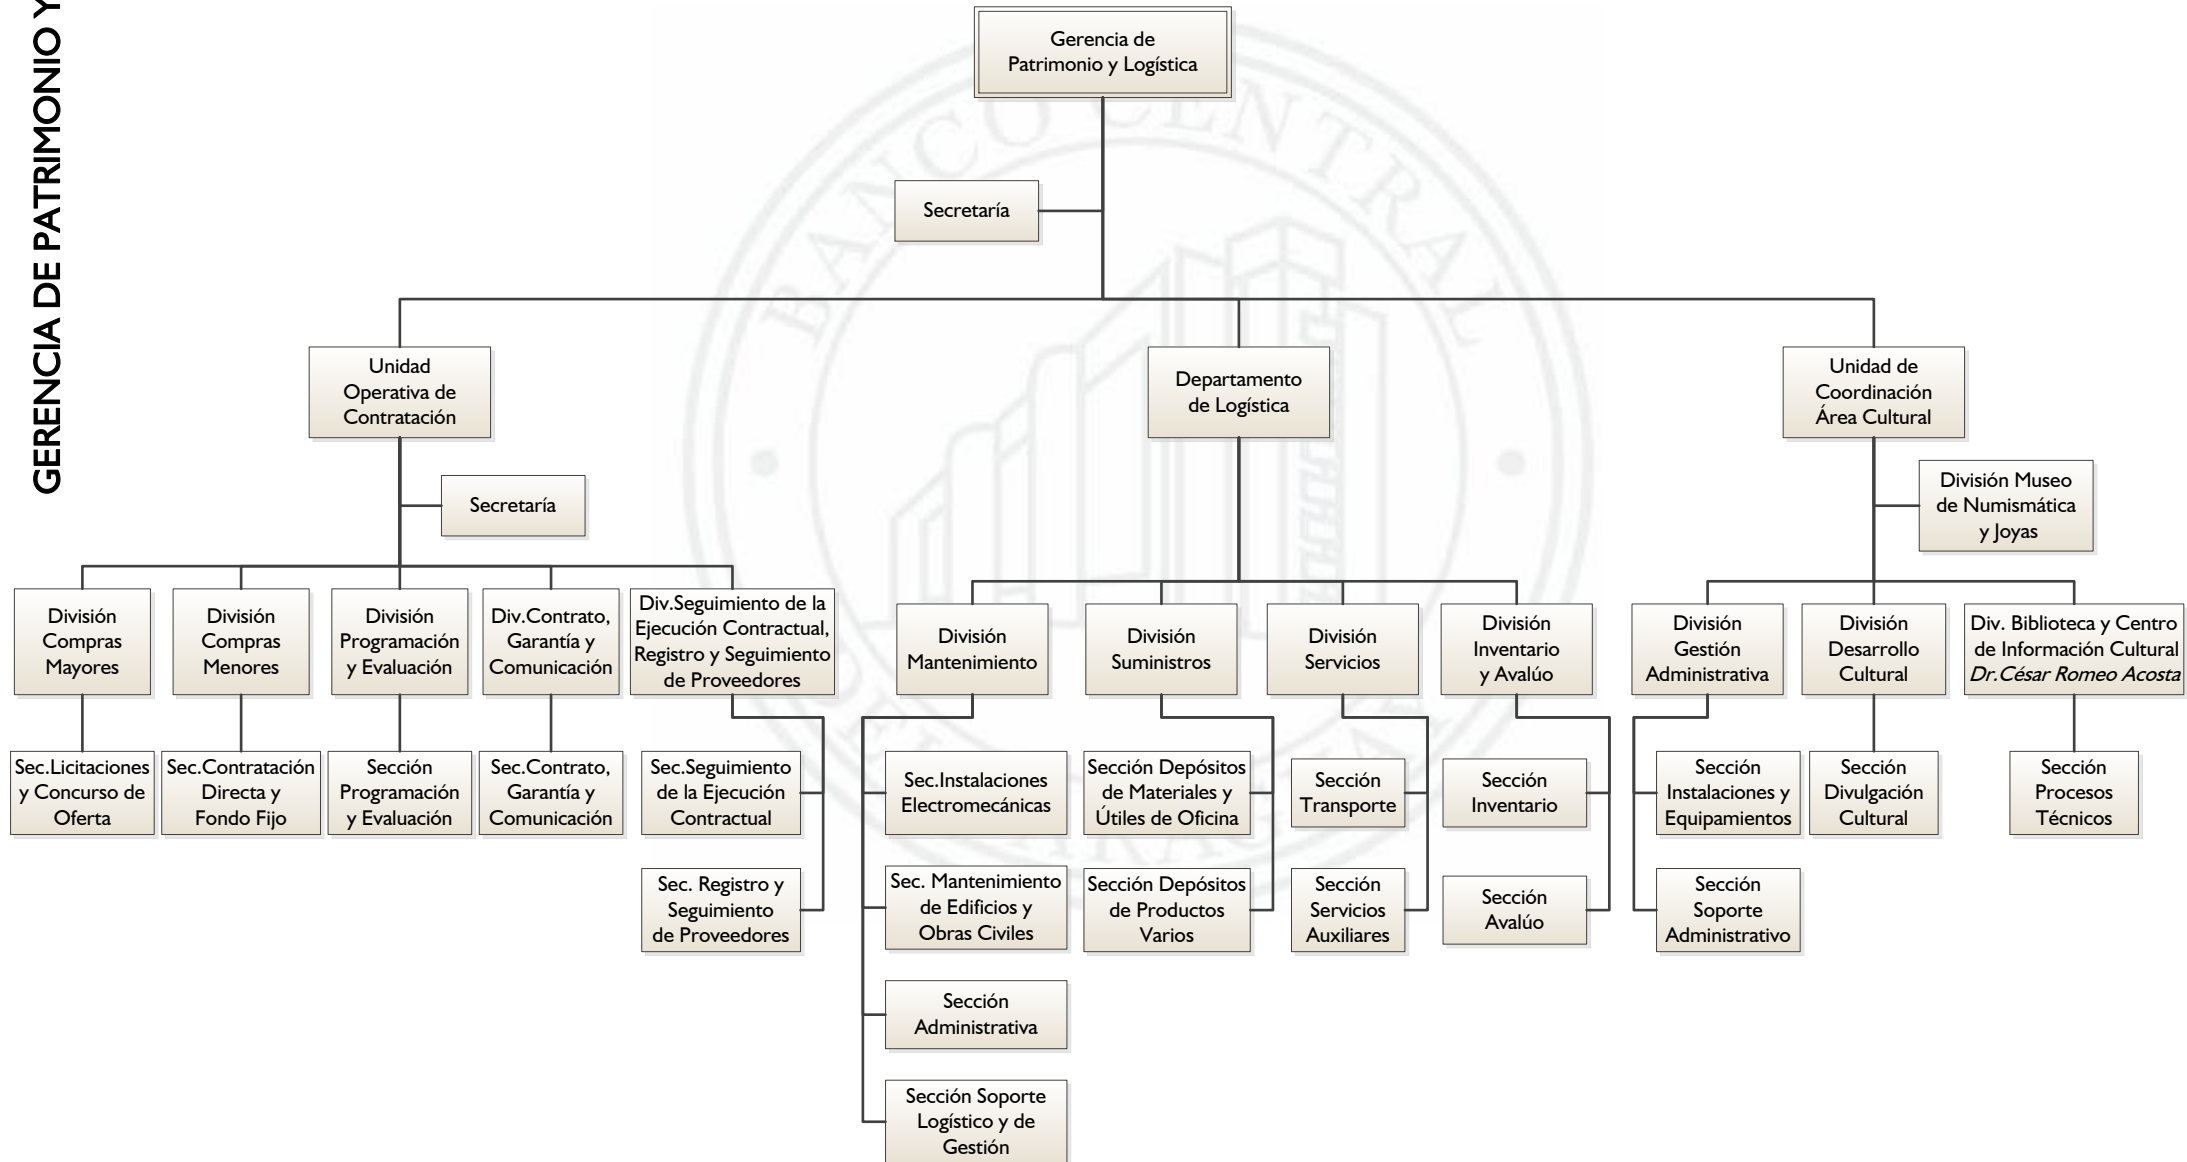 GERENCIA DE PATRIMONIO Y
Gerencia de
Patrimonio y Logística
Secretaría
Unidad
Operativa de
Contratación
Departamento
de Logística
Unidad de
Coordinación
Área Cultural
Secretaría
División Museo
de Numismática
y Joyas
División
Compras
Mayores
División
Compras
Menores
División
Programación
y Evaluación
Div.Contrato,
Garantía y
Comunicación
Div.Seguimiento de la
Ejecución Contractual,
Registro y Seguimiento
de Proveedores
División
Mantenimiento
División
Suministros
División
Servicios
División
Inventario
y Avalúo
División
Gestión
Administrativa
División
Desarrollo
Cultural
Div. Biblioteca y Centro
de Información Cultural
Dr.César Romeo Acosta
Sec.Licitaciones
y Concurso de
Oferta
Sec.Contratación
Directa y
Fondo Fijo
Sección
Programación
y Evaluación
Sec.Contrato,
Garantía y
Comunicación
Sec.Seguimiento
de la Ejecución
Contractual
Sec.Instalaciones
Electromecánicas
Sección Depósitos
de Materiales y
Útiles de Oficina
Sección
Transporte
Sección
Inventario
Sección
Instalaciones y
Equipamientos
Sección
Divulgación
Cultural
Sección
Procesos
Técnicos
Sec. Registro y
Seguimiento
de Proveedores
Sec. Mantenimiento
de Edificios y
Obras Civiles
Sección Depósitos
de Productos
Varios
Sección
Servicios
Auxiliares
Sección
Avalúo
Sección
Soporte
Administrativo
Sección
Administrativa
Sección Soporte
Logístico y de
Gestión
BANCO CENTRAL
DEL PARAGUAY